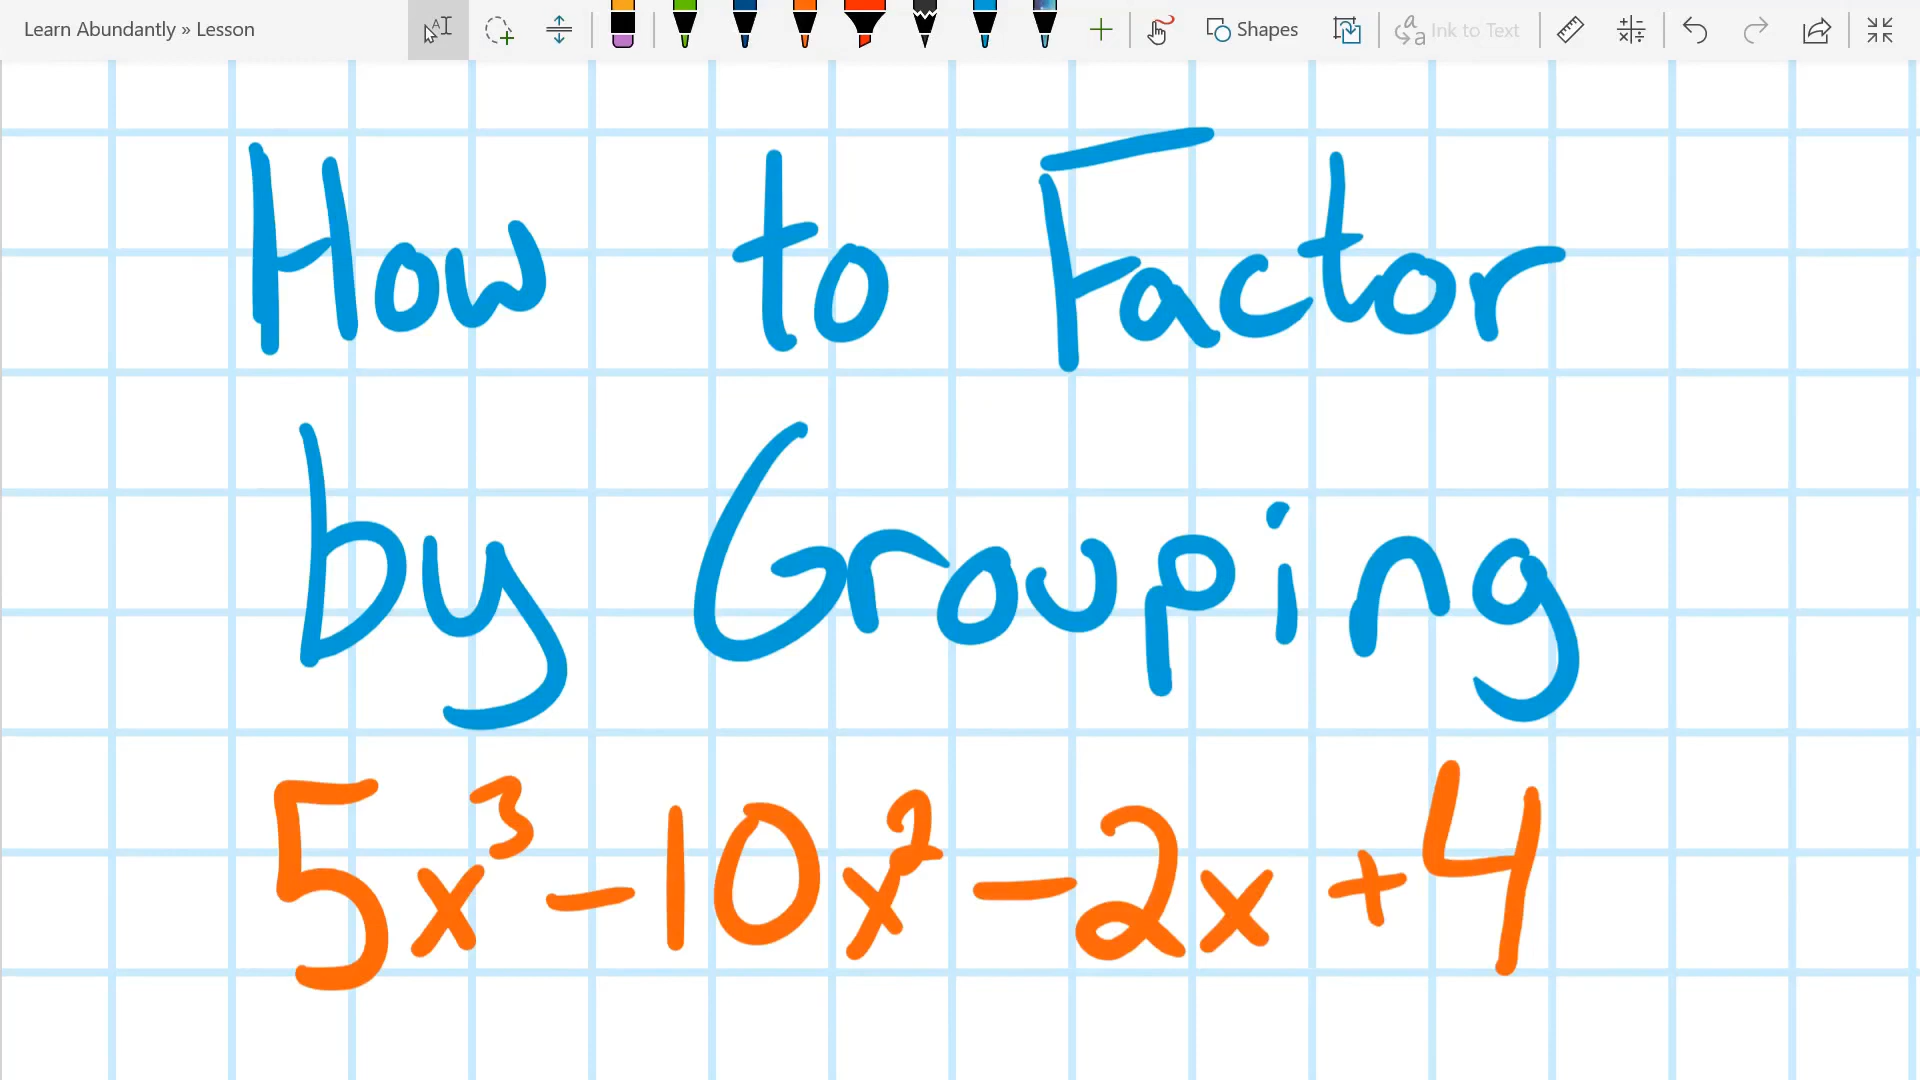 Learn Abundantly » Lesson
Shapes
Ink to Text
How to Factor
by Grouping
5x³-10x²-2x+4